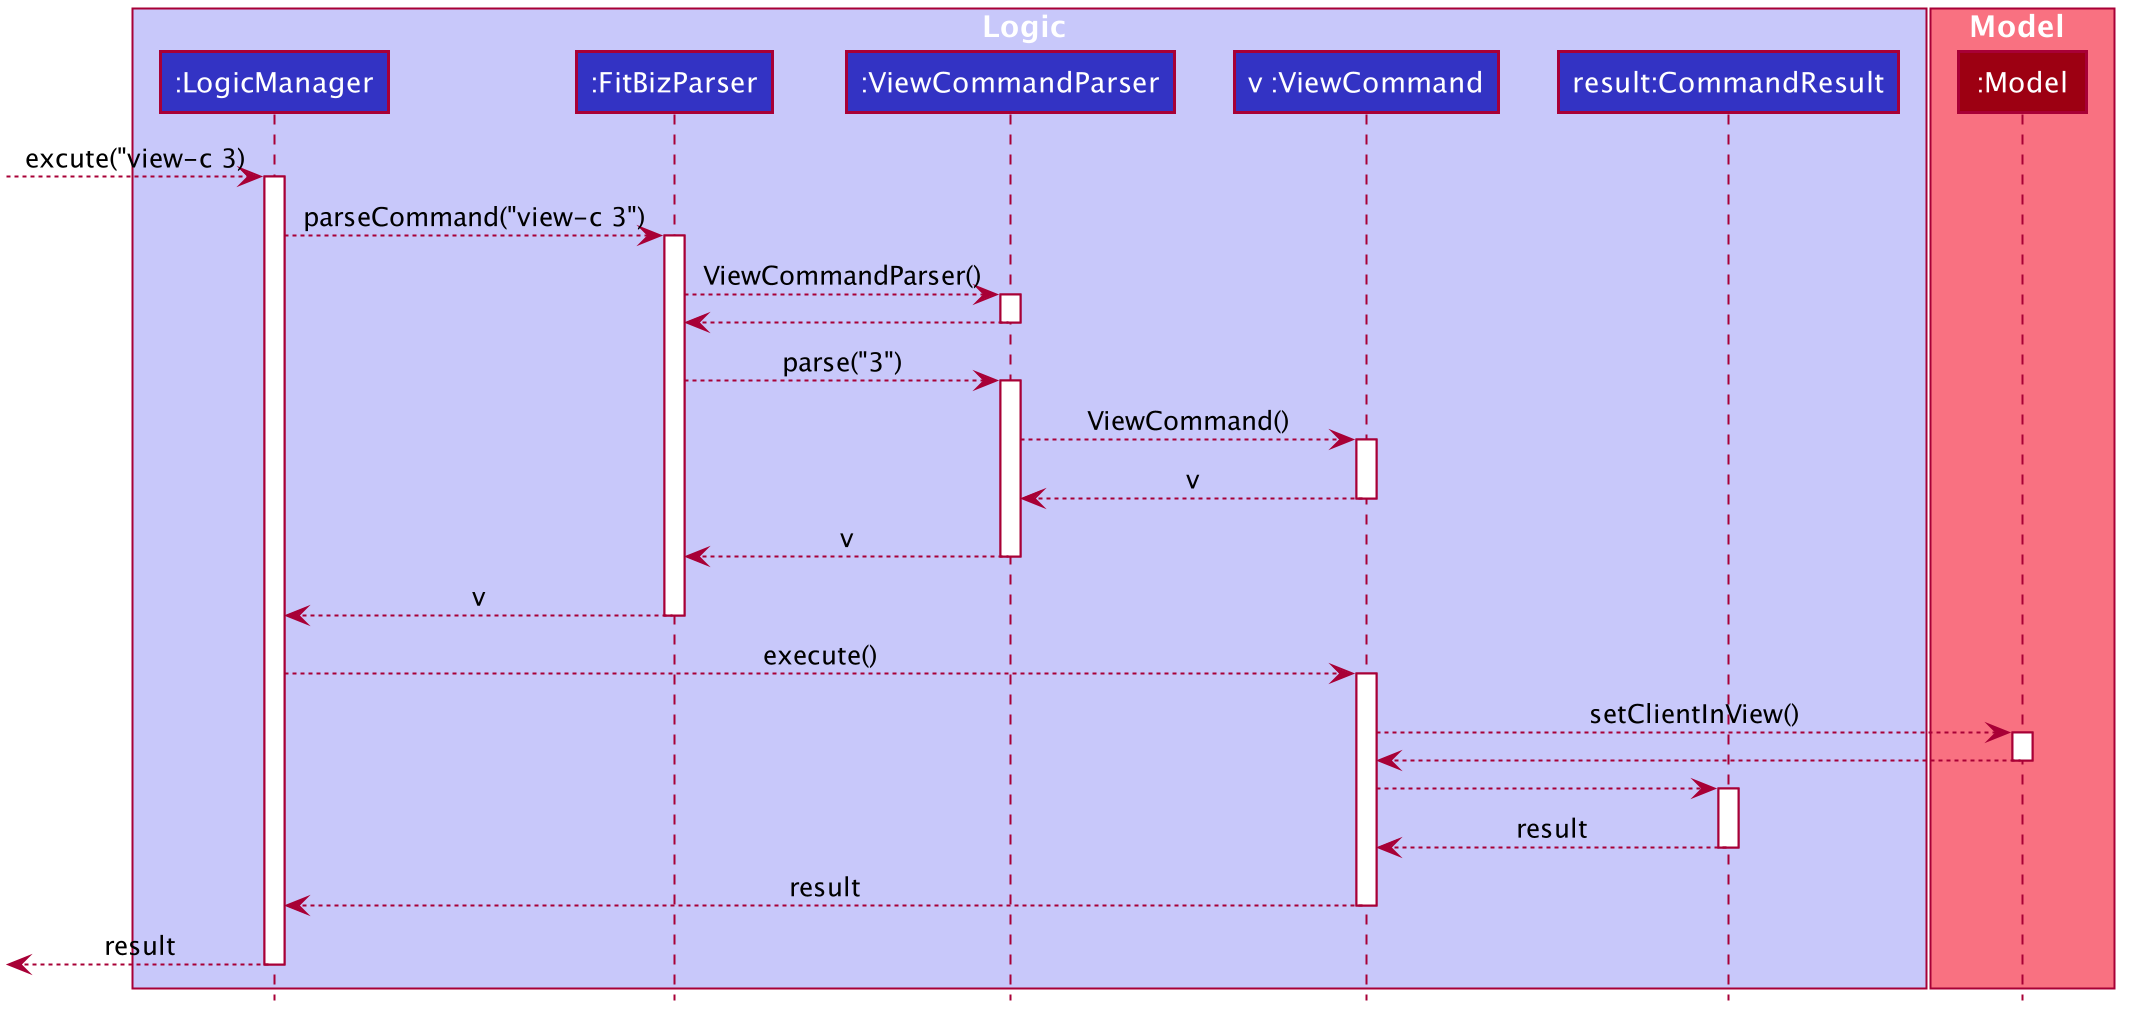 Logic
Model
:LogicManager
:FitBizParser
:ViewCommandParser
v :ViewCommand
result:CommandResult
:Model
excute("view-c 3)
parseCommand("view-c 3")
ViewCommandParser()
parse("3")
ViewCommand()
v
v
v
execute()
setClientInView()
result
result
result